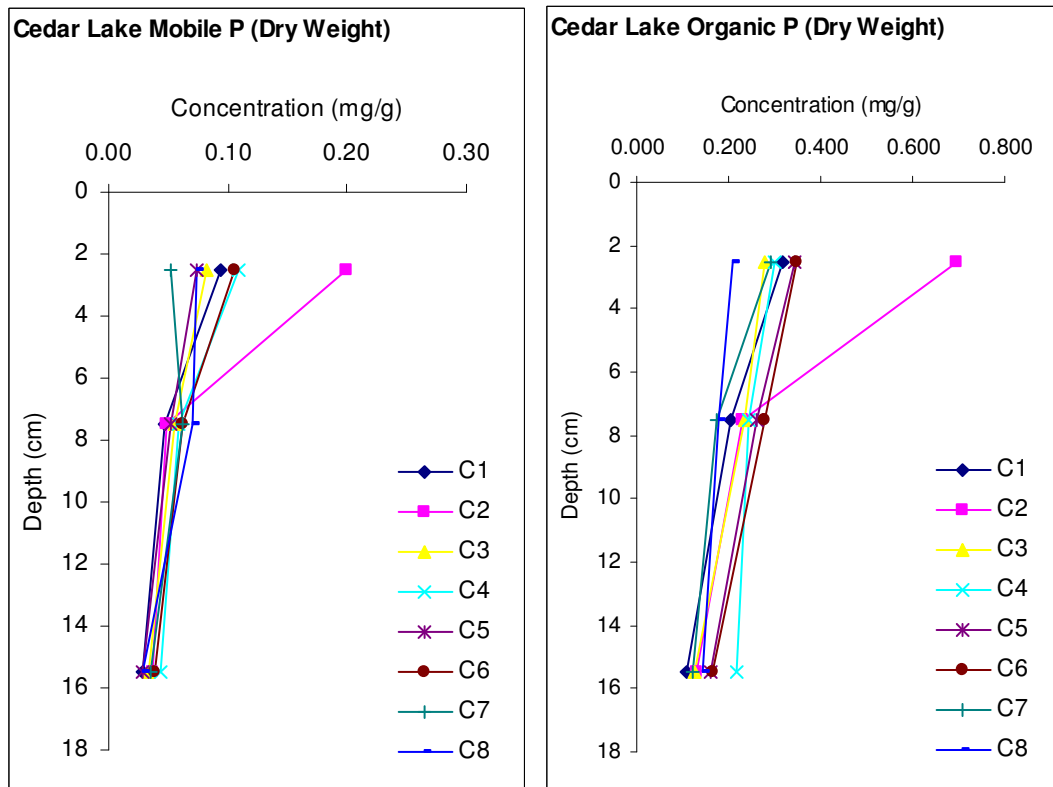 Cedar Lake Mobile P (Dry Weight)
Concentration (mg/g)
0.00 0.10 0.20 0.30
0
2
4
6
8
10
12
14
16
18
Depth (cm)
C1
C2
C3
C4
C5
C6
C7
C8
Cedar Lake Organic P (Dry Weight)
Concentration (mg/g)
0.000 0.200 0.400 0.600 0.800
0
2
4
6
8
10
12
14
16
18
Depth (cm)
C1
C2
C3
C4
C5
C6
C7
C8